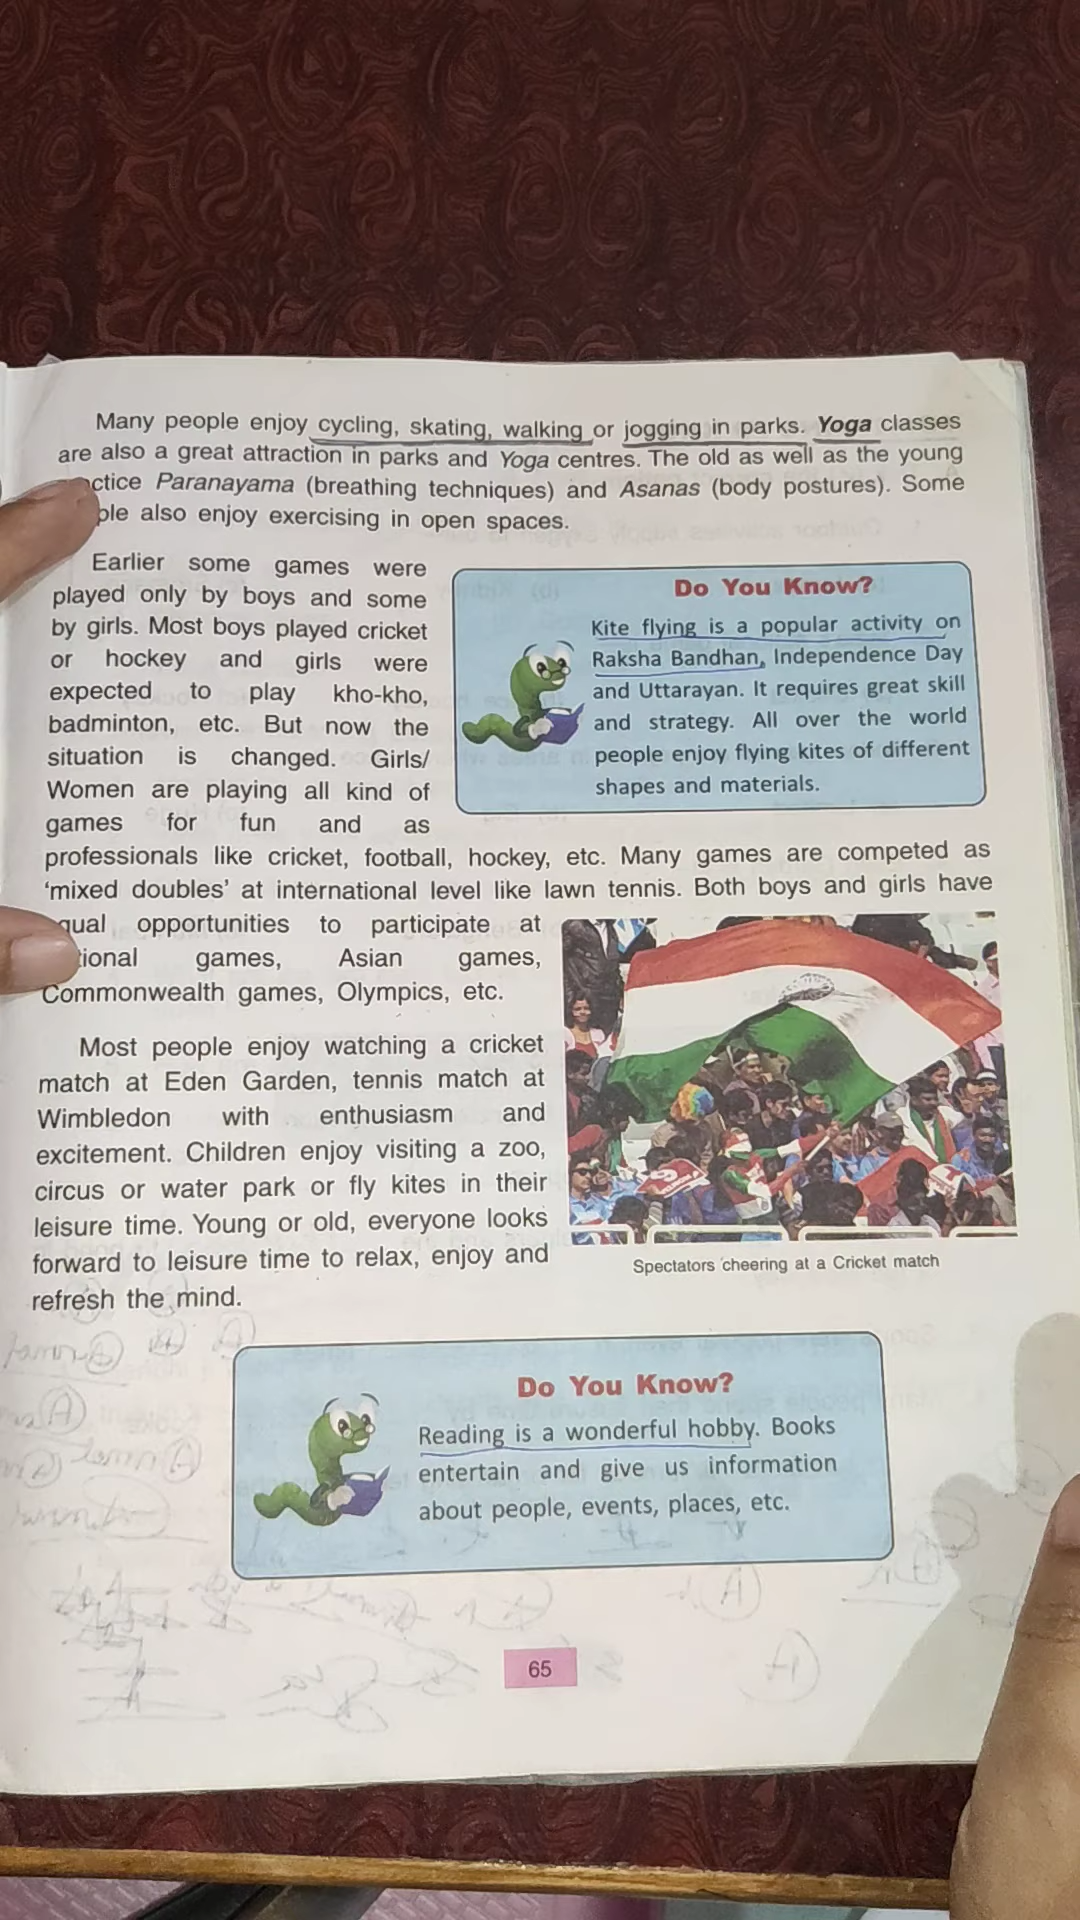 Many people enjoy cycling, skating, walking or jogging in parks. Yoga classes
are also a great attraction in parks and Yoga centres. The old as well as the young
ctice Paranayama (breathing techniques) and Asanas (body postures). Some
ple also enjoy exercising in open spaces.
Earlier some games were
played only by boys and some
by girls. Most boys played cricket
or hockey and girls were
expected to play kho-kho,
badminton, etc. But now the
situation is changed. Girls/
Women are playing all kind of
games for fun and as
professionals like cricket, football, hockey, etc. Many games are competed as
‘mixed doubles’ at international level like lawn tennis. Both boys and girls have
qual opportunities to participate at
tional games, Asian games,
Commonwealth games, Olympics, etc.
Do You Know?
Kite flying is a popular activity on
Raksha Bandhan, Independence Day
and Uttarayan. It requires great skill
and strategy. All over the world
people enjoy flying kites of different
shapes and materials.
Most people enjoy watching a cricket
match at Eden Garden, tennis match at
Wimbledon with enthusiasm and
excitement. Children enjoy visiting a zoo,
circus or water park or fly kites in their
leisure time. Young or old, everyone looks
forward to leisure time to relax, enjoy and
refresh the mind.
Spectators cheering at a Cricket match
Do You Know?
Reading is a wonderful hobby. Books
entertain and give us information
about people, events, places, etc.
65